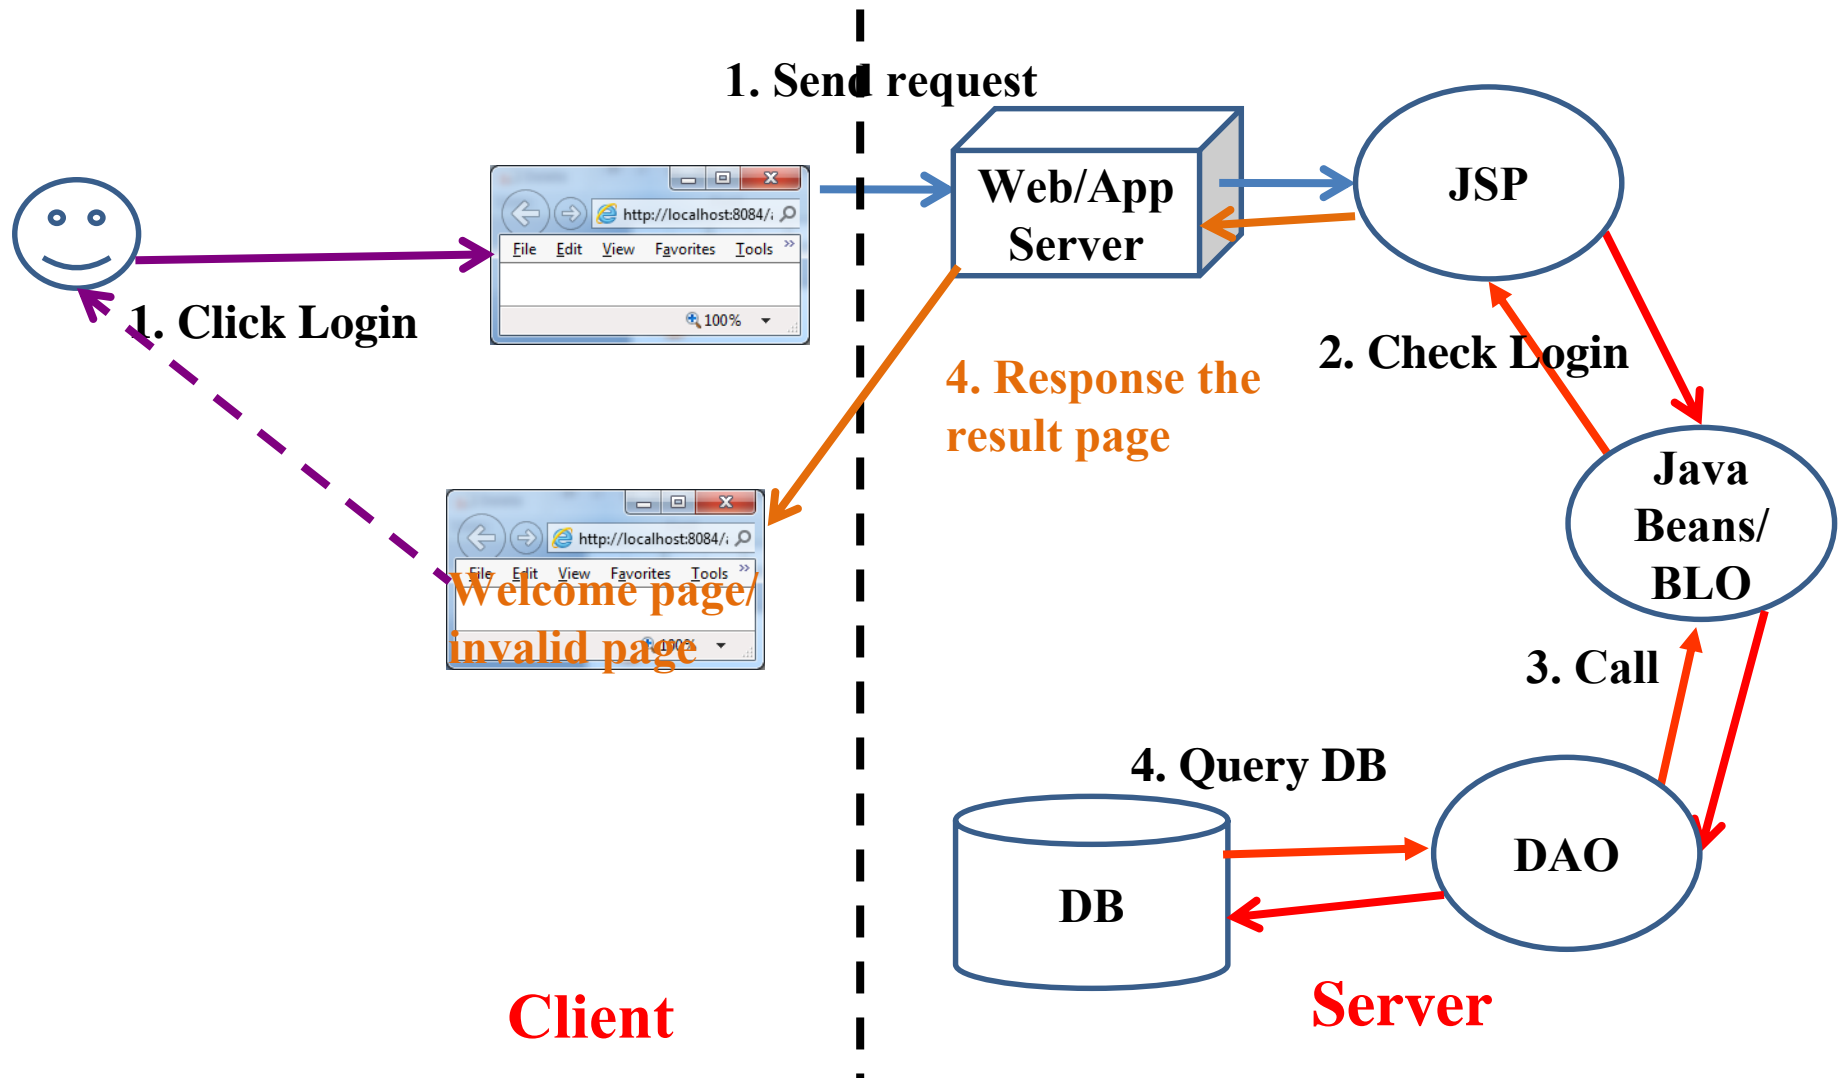 1. Send request
http://localhost:8084/
File Edit View Favorites Tools »
100%
1. Click Login
Web/App
Server
JSP
2. Check Login
4. Response the
result page
Java
Beans/
BLO
http://localhost:8084/
File Edit View Favorites Tools »
Welcome page/
invalid page
100%
3. Call
4. Query DB
DB
DAO
Client
Server